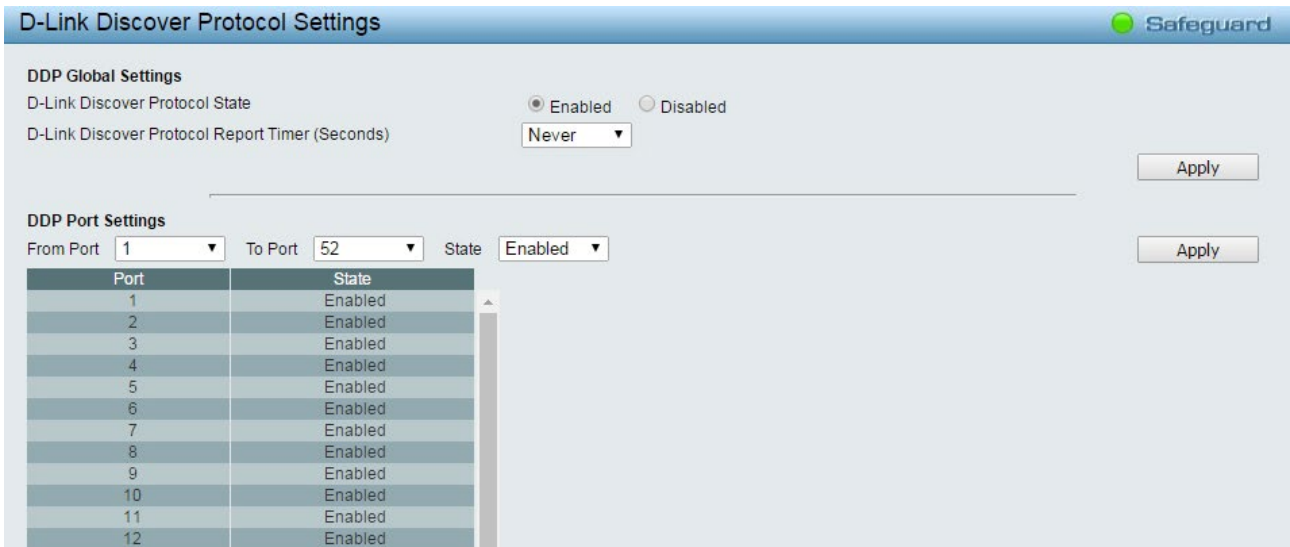 D-Link Discover Protocol Settings Safeguard
DDP Global Settings
D-Link Discover Protocol State Enabled Disabled
D-Link Discover Protocol Report Timer (Seconds) Never
Apply
DDP Port Settings
From Port 1 To Port 52 State Enabled Apply
Port State
1 Enabled
2 Enabled
3 Enabled
4 Enabled
5 Enabled
6 Enabled
7 Enabled
8 Enabled
9 Enabled
10 Enabled
11 Enabled
12 Enabled